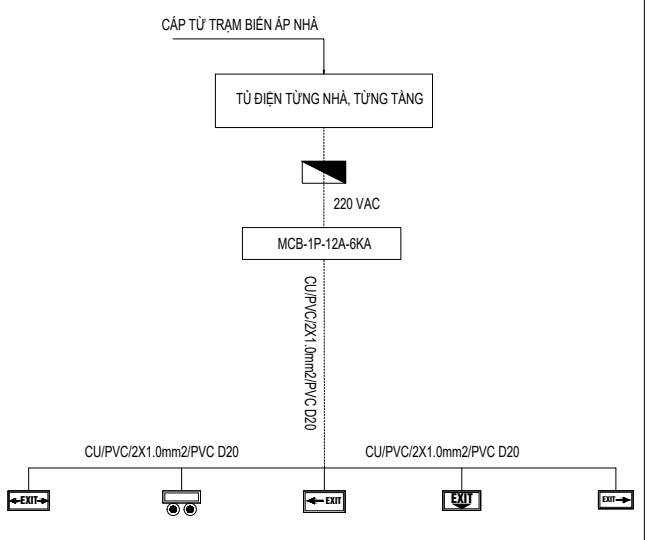 CÁP TỪ TRẠM BIẾN ÁP NHÀ
TỦ ĐIỆN TỪNG NHÀ, TỪNG TẦNG
220 VAC
MCB-1P-12A-6KA
CU/PVC/2X1.0mm2/PVC D20
CU/PVC/2X1.0mm2/PVC D20
CU/PVC/2X1.0mm2/PVC D20
EXIT
EXIT
EXIT
EXIT